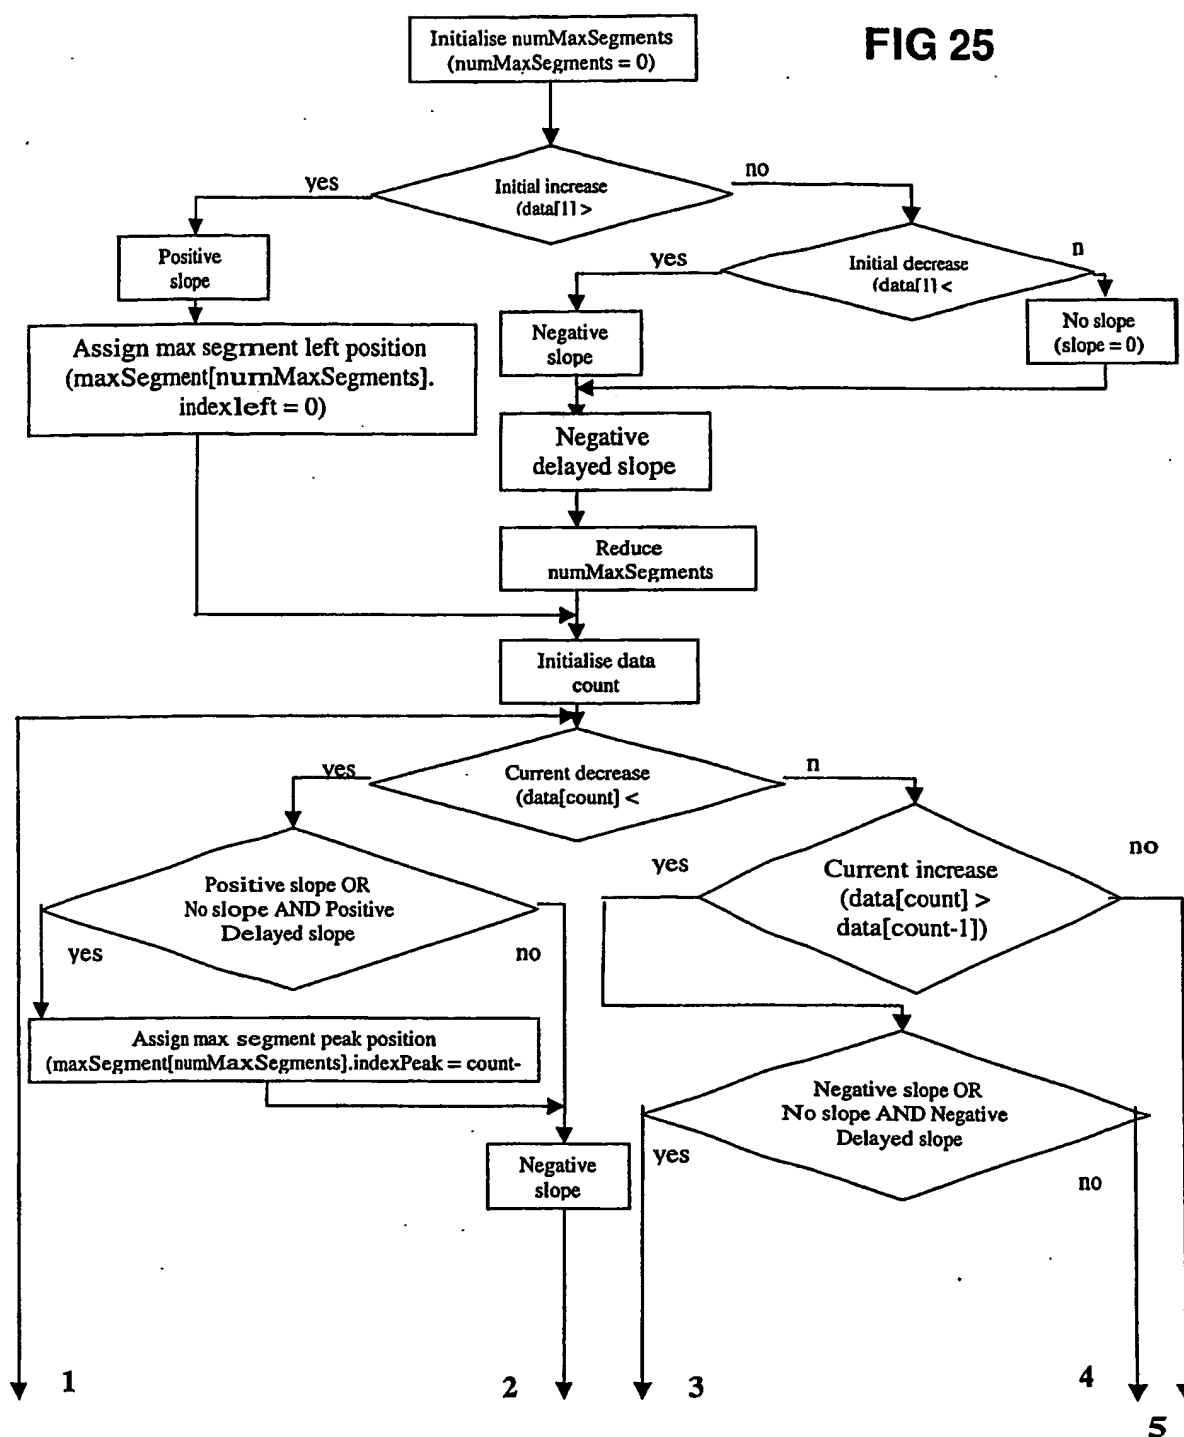 FIG 25
Initialise numMaxSegments
(numMaxSegments = 0)
yes
Initial increase
(data[1] >
no
Positive
slope
yes
Initial decrease
(data[1] <
n
Assign max segment left position
(maxSegment[numMaxSegments].
indexleft = 0)
Negative
slope
No slope
(slope = 0)
Negative
delayed slope
Reduce
numMaxSegments
Initialise data
count
yes
Current decrease
(data[count] <
n
Positive slope OR
No slope AND Positive
Delayed slope
yes
no
yes
Current increase
(data[count] >
data[count-1])
no
Assign max segment peak position
(maxSegment[numMaxSegments].indexPeak = count-
Negative slope OR
No slope AND Negative
Delayed slope
yes
no
Negative
slope
1
2
3
4
5